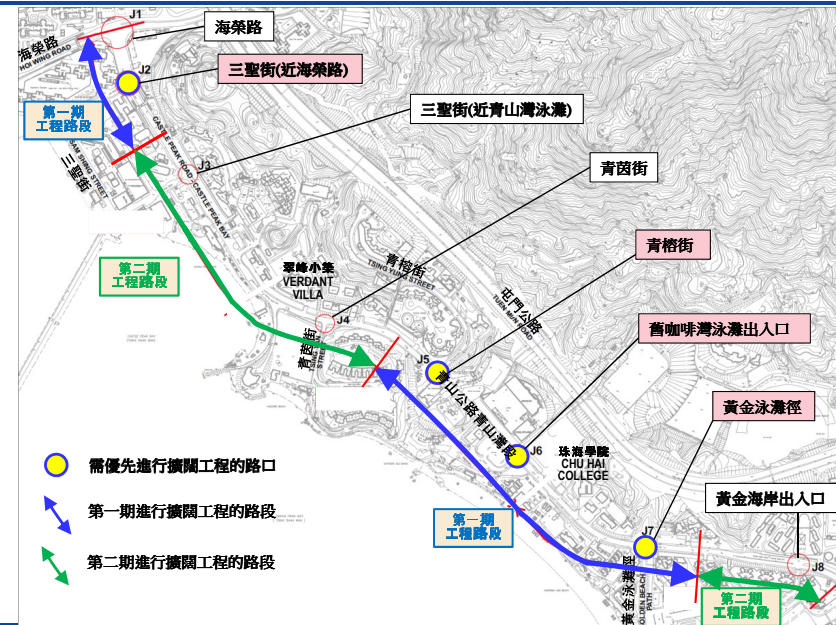 J1
海榮路
海榮路
HOI WING ROAD
J2
三聖街(近海榮路)
第一期
工程路段
三聖街(近青山灣泳灘)
CASTLE PEAK ROAD - CASTLE PEAK BAY
SAM SHING STREET
三聖街
J3
青茵街
青榕街
第二期
工程路段
翠峰小築
VERDANT
VILLA
青榕街
TSING YUNG STREET
屯門公路
TUEN MUN ROAD
舊咖啡灣泳灘出入口
J4
青茵街
J5
青山公路青山灣段
黃金泳灘徑
J6
珠海學院
CHU HAI
COLLEGE
需優先進行擴闊工程的路口
第一期進行擴闊工程的路段
第二期進行擴闊工程的路段
第一期
工程路段
黃金海岸出入口
J7
J8
黃金泳灘徑
OLDEN BEACH
PATH
第二期
工程路段